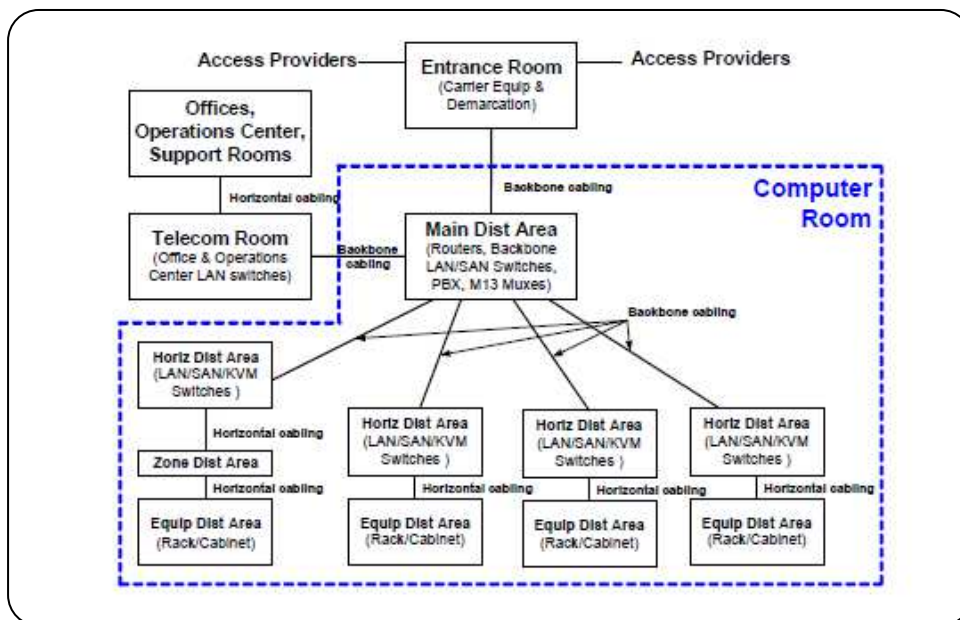 Access Providers
Entrance Room
(Carrier Equip &
Demarcation)
Access Providers
Offices,
Operations Center,
Support Rooms
Horizontal cabling
Backbone cabling
Computer
Room
Telecom Room
(Office & Operations
Center LAN switches)
Backbone
cabling
Main Dist Area
(Routers, Backbone
LAN/SAN Switches,
PBX, M13 Muxes)
Backbone cabling
Horiz Dist Area
(LAN/SAN/KVM
Switches )
Horizontal cabling
Zone Dist Area
Horizontal cabling
Equip Dist Area
(Rack/Cabinet)
Horiz Dist Area
(LAN/SAN/KVM
Switches )
Horizontal cabling
Equip Dist Area
(Rack/Cabinet)
Horiz Dist Area
(LAN/SAN/KVM
Switches )
Horizontal cabling
Equip Dist Area
(Rack/Cabinet)
Horiz Dist Area
(LAN/SAN/KVM
Switches )
Horizontal cabling
Equip Dist Area
(Rack/Cabinet)